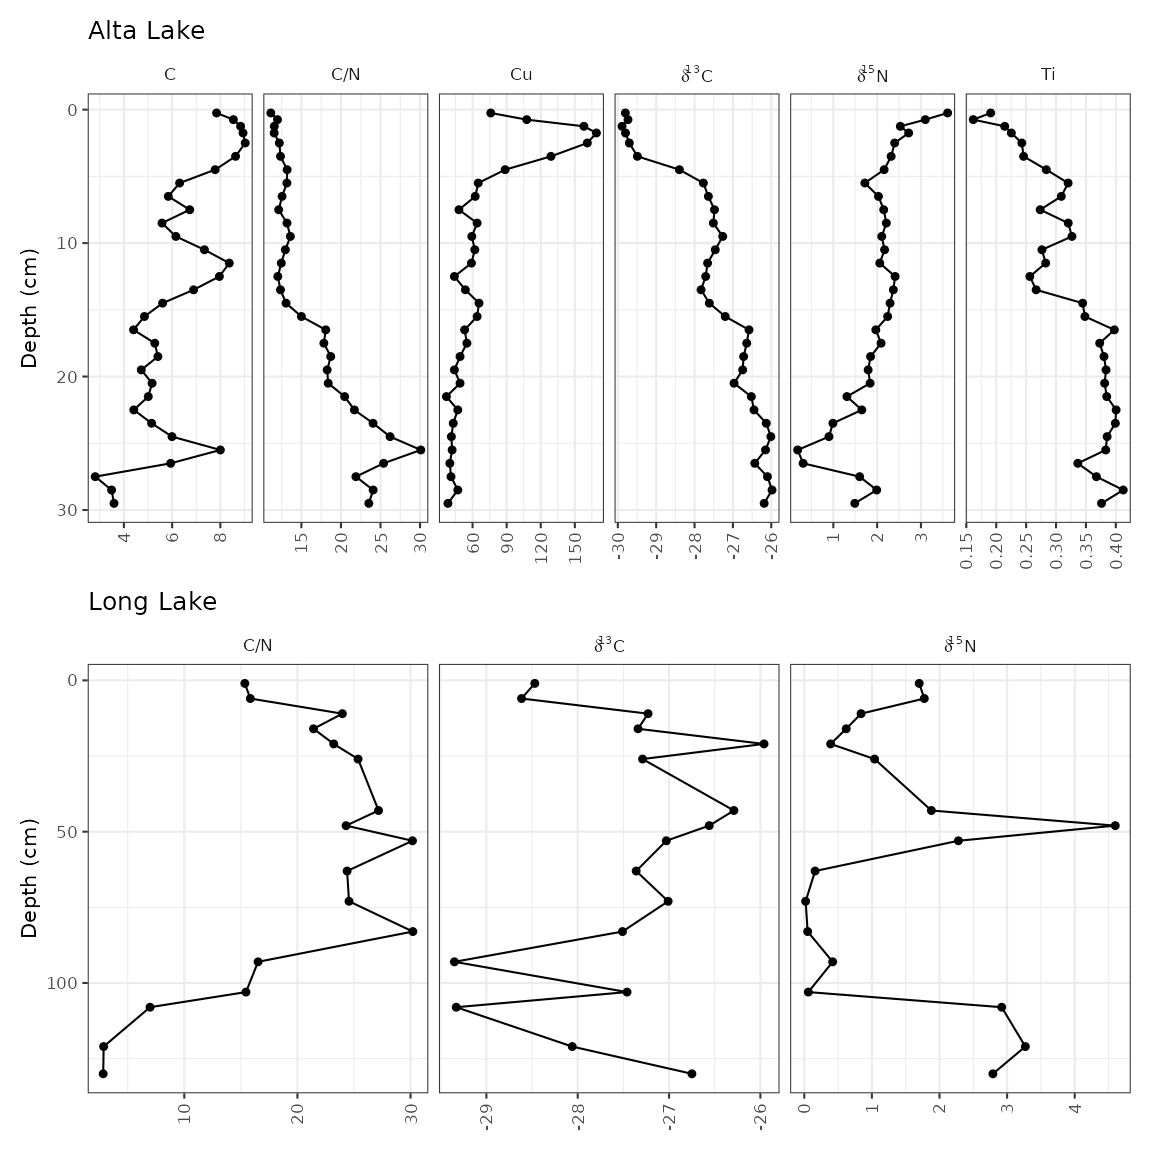 Alta Lake
C C/N Cu δ¹³C δ¹⁵N Ti
Depth (cm)
0
10
20
30
4 6 8
15 20 25 30
60 90 120 150
-30 -29 -28 -27 -26
1 2 3
0.15 0.20 0.25 0.30 0.35 0.40
Long Lake
C/N δ¹³C δ¹⁵N
Depth (cm)
0
50
100
10 20 30
-29 -28 -27 -26
0 1 2 3 4